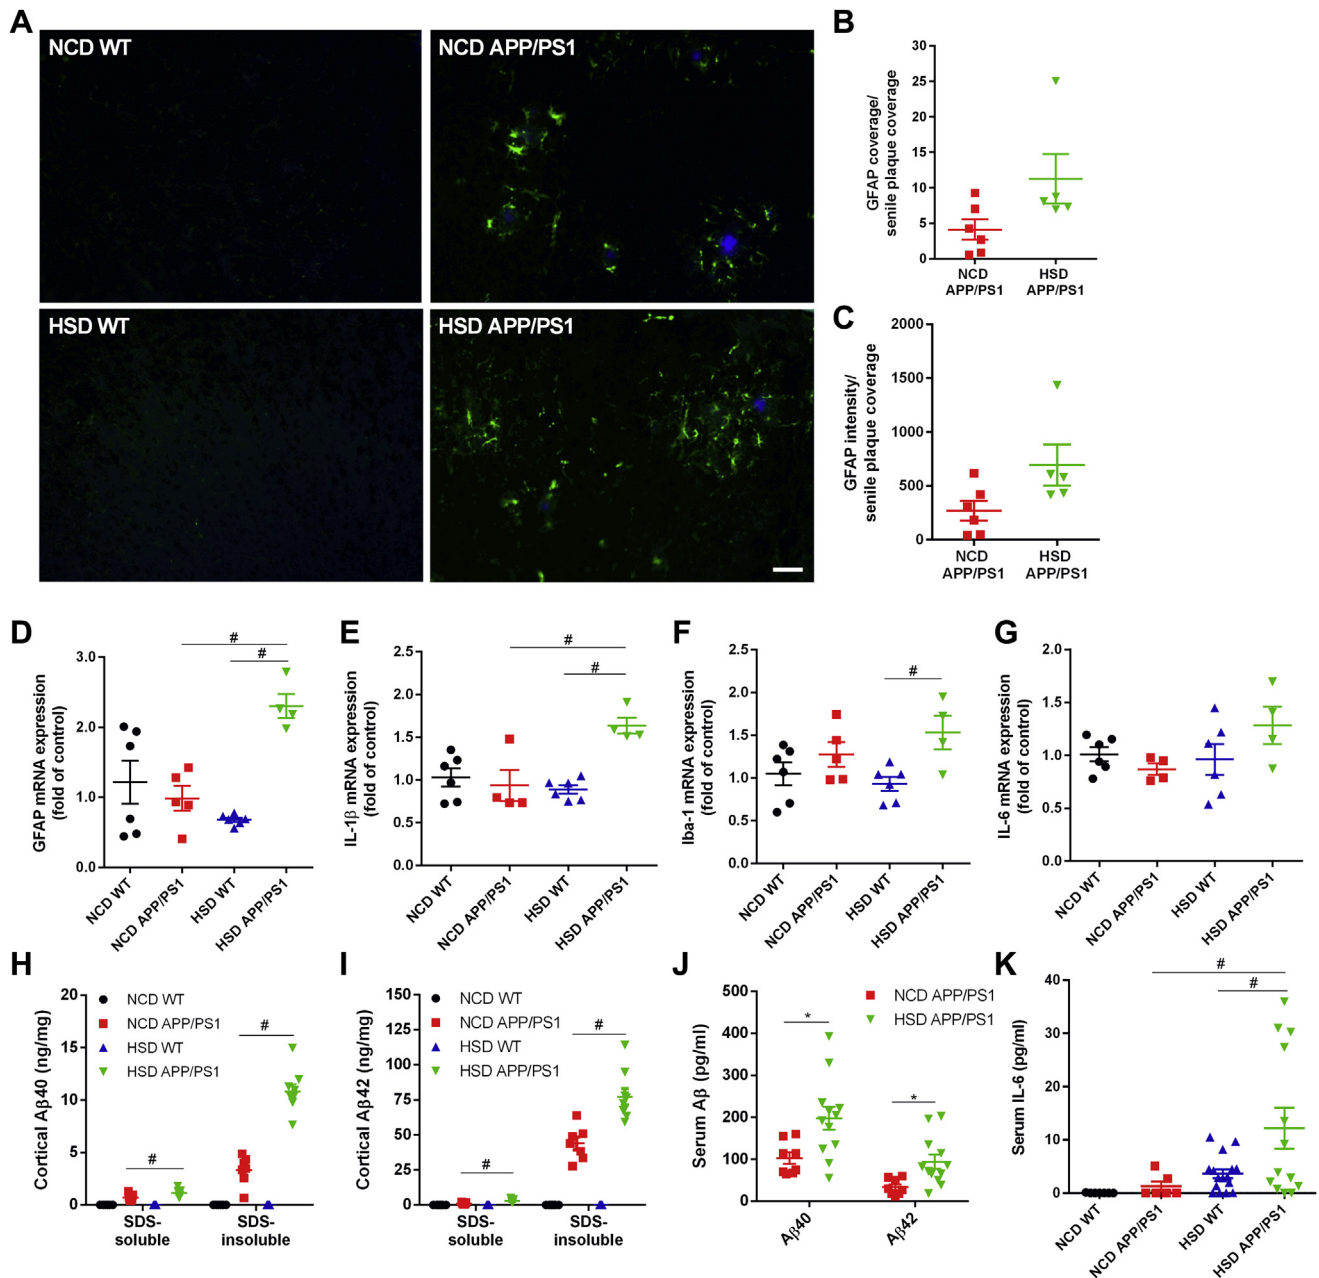 A
NCD WT
NCD APP/PS1
HSD WT
HSD APP/PS1
B
GFAP coverage/
senile plaque coverage
30
25
20
15
10
5
0
NCD
APP/PS1
HSD
APP/PS1
C
GFAP intensity/
senile plaque coverage
2000
1500
1000
500
0
NCD
APP/PS1
HSD
APP/PS1
D
GFAP mRNA expression
(fold of control)
3.0
2.0
1.0
0.0
#
#
NCD WT
NCD APP/PS1
HSD WT
HSD APP/PS1
E
IL-1β mRNA expression
(fold of control)
2.5
2.0
1.5
1.0
0.5
0.0
#
#
NCD WT
NCD APP/PS1
HSD WT
HSD APP/PS1
F
Iba-1 mRNA expression
(fold of control)
2.5
2.0
1.5
1.0
0.5
0.0
#
NCD WT
NCD APP/PS1
HSD WT
HSD APP/PS1
G
IL-6 mRNA expression
(fold of control)
2.0
1.5
1.0
0.5
0.0
NCD WT
NCD APP/PS1
HSD WT
HSD APP/PS1
H
Cortical Aβ40 (ng/mg)
20
15
10
5
0
NCD WT
NCD APP/PS1
HSD WT
HSD APP/PS1
#
#
SDS-
soluble
SDS-
insoluble
I
Cortical Aβ42 (ng/mg)
150
125
100
75
50
25
0
NCD WT
NCD APP/PS1
HSD WT
HSD APP/PS1
#
#
SDS-
soluble
SDS-
insoluble
J
Serum Aβ (pg/ml)
500
400
300
200
100
0
NCD APP/PS1
HSD APP/PS1
*
*
Aβ40
Aβ42
K
Serum IL-6 (pg/ml)
40
30
20
10
0
#
#
NCD WT
NCD APP/PS1
HSD WT
HSD APP/PS1